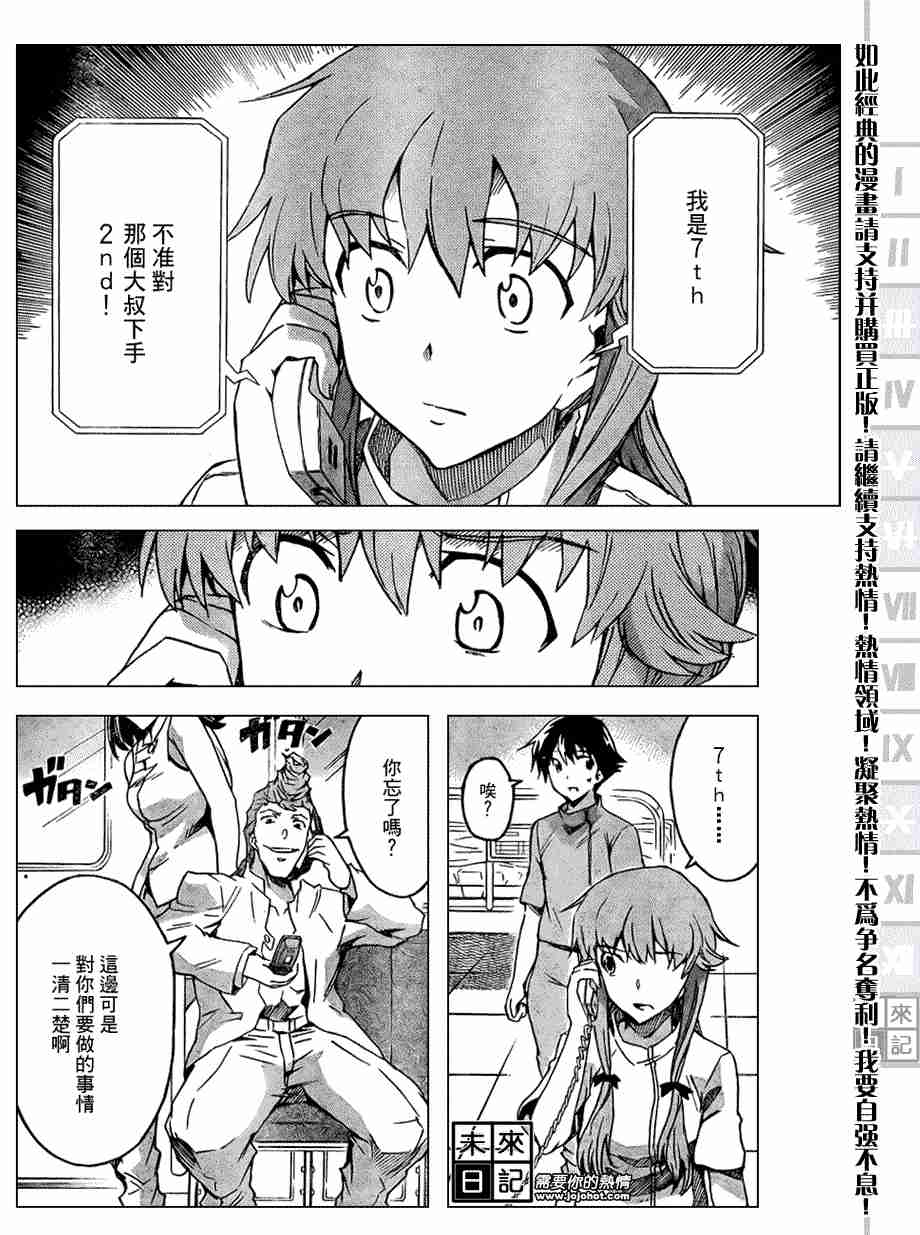 我是7th
不准對
那個大叔下手
2nd！
7th……
唉？
你忘了嗎？
ガタン
ガタン
這邊可是
對你們要做的事情
一清二楚啊
未來
日記
需要你的熱情
www.jojohot.com
如此經典的漫畫請支持并購買正版！請繼續支持熱情！熱情領域！凝聚熱情！不爲爭名奪利！我要自强不息！
I
II
III
IV
V
VI
VII
VIII
IX
X
XI
XII
來
記